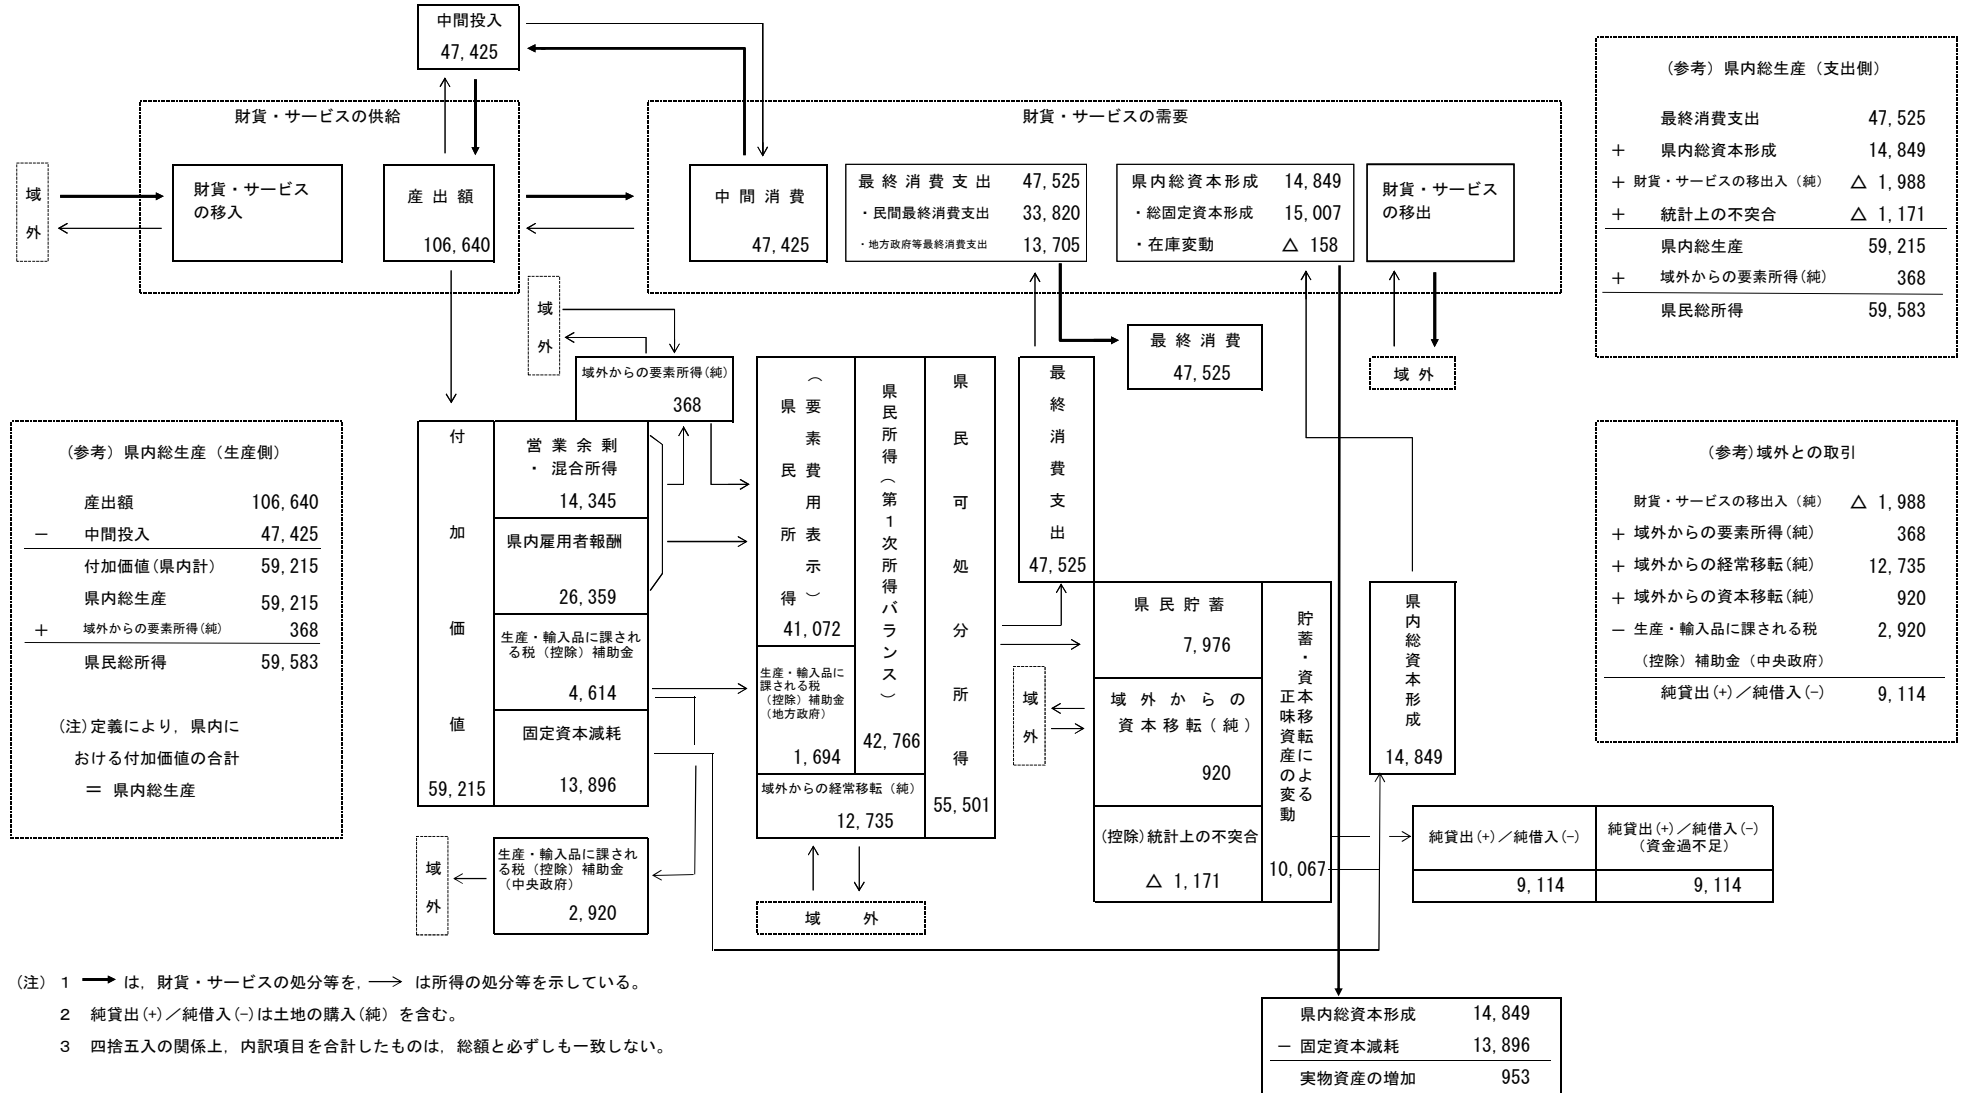 中間投入
47,425
財貨・サービスの供給
域外
財貨・サービス
の移入
産出額
106,640
財貨・サービスの需要
中間消費
47,425
最終消費支出 47,525
・民間最終消費支出 33,820
・地方政府等最終消費支出 13,705
県内総資本形成 14,849
・総固定資本形成 15,007
・在庫変動 △ 158
財貨・サービス
の移出
域外
最終消費
47,525
(参考) 県内総生産(支出側)
最終消費支出 47,525
+ 県内総資本形成 14,849
+ 財貨・サービスの移出入(純) △ 1,988
+ 統計上の不突合 △ 1,171
県内総生産 59,215
+ 域外からの要素所得(純) 368
県民総所得 59,583
(参考) 県内総生産(生産側)
産出額 106,640
- 中間投入 47,425
付加価値(県内計) 59,215
県内総生産 59,215
+ 域外からの要素所得(純) 368
県民総所得 59,583
(注)定義により,県内に
おける付加価値の合計
= 県内総生産
域外
域外からの要素所得(純)
368
付加価値
59,215
営業余剰
・混合所得
14,345
県内雇用者報酬
26,359
生産・輸入品に課され
る税(控除)補助金
4,614
固定資本減耗
13,896
域外
生産・輸入品に課され
る税(控除)補助金
(中央政府)
2,920
県民所得
(要素費用表示)
41,072
生産・輸入品に
課される税
(控除)補助金
(地方政府)
1,694
県民所得(第1次所得バランス)
42,766
域外からの経常移転(純)
12,735
県民可処分所得
55,501
域外
最終消費支出
47,525
域外
県民貯蓄
7,976
域外からの
資本移転(純)
920
(控除)統計上の不突合
△ 1,171
貯蓄・資本移転による
正味資産の変動
10,067
県内総資本形成
14,849
純貸出(+)/純借入(-)
9,114
純貸出(+)/純借入(-)
(資金過不足)
9,114
(参考)域外との取引
財貨・サービスの移出入(純) △ 1,988
+ 域外からの要素所得(純) 368
+ 域外からの経常移転(純) 12,735
+ 域外からの資本移転(純) 920
- 生産・輸入品に課される税 2,920
(控除)補助金(中央政府)
純貸出(+)/純借入(-) 9,114
県内総資本形成 14,849
- 固定資本減耗 13,896
実物資産の増加 953
(注) 1 → は,財貨・サービスの処分等を,→ は所得の処分等を示している。
2 純貸出(+)/純借入(-)は土地の購入(純)を含む。
3 四捨五入の関係上,内訳項目を合計したものは,総額と必ずしも一致しない。